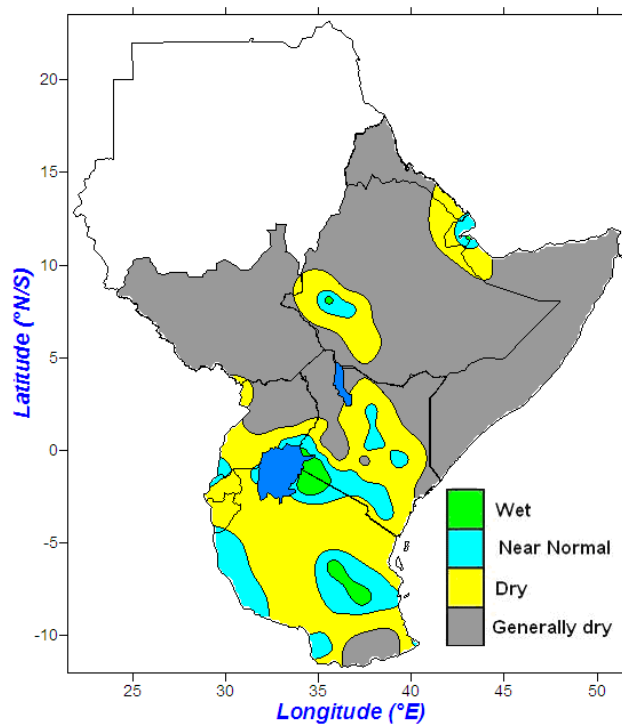 20
15
10
5
0
-5
-10
Latitude (°N/S)
Wet
Near Normal
Dry
Generally dry
25 30 35 40 45 50
Longitude (°E)